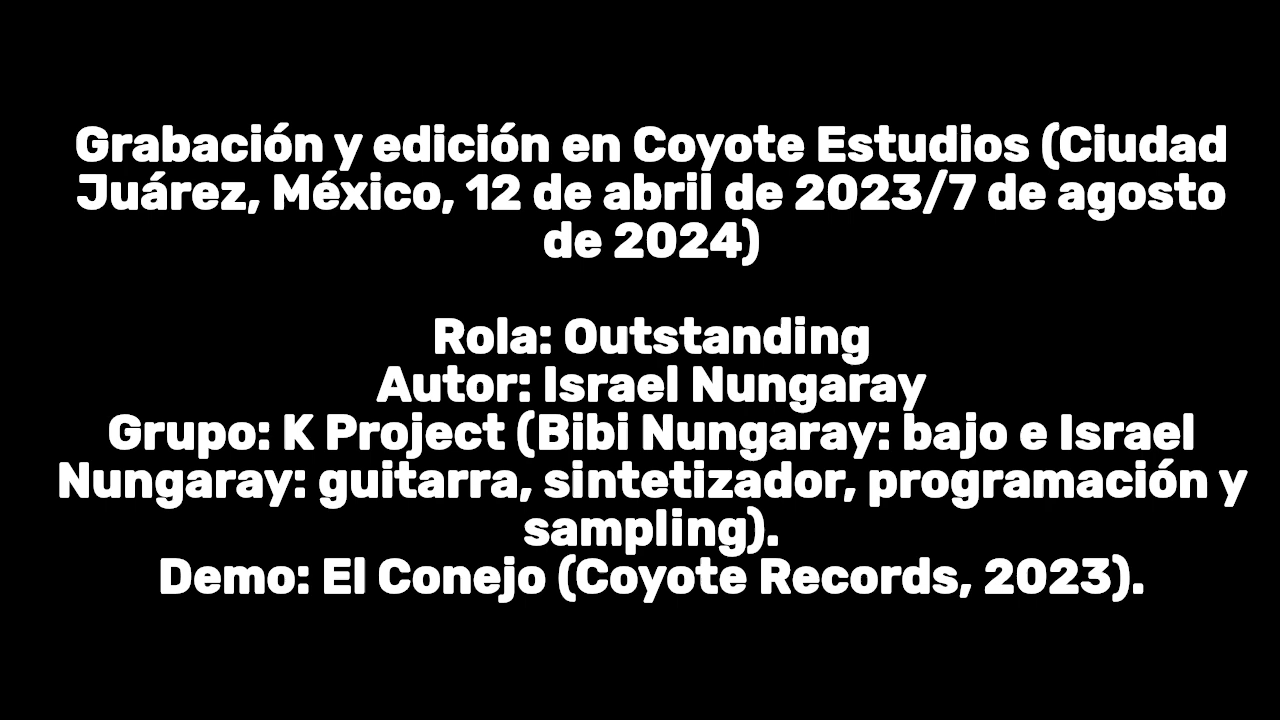 Grabación y edición en Coyote Estudios (Ciudad
Juárez, México, 12 de abril de 2023/7 de agosto
de 2024)
Rola: Outstanding
Autor: Israel Nungaray
Grupo: K Project (Bibi Nungaray: bajo e Israel
Nungaray: guitarra, sintetizador, programación y
sampling).
Demo: El Conejo (Coyote Records, 2023).